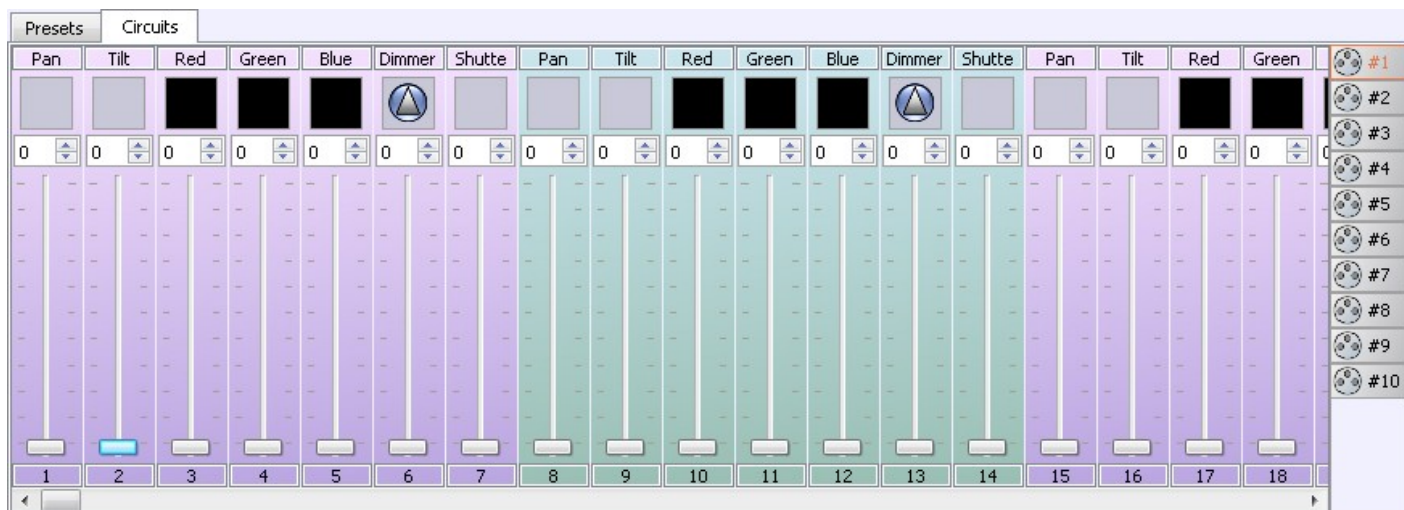 Presets Circuits
Pan Tilt Red Green Blue Dimmer Shutte Pan Tilt Red Green Blue Dimmer Shutte Pan Tilt Red Green
0 0 0 0 0 0 0 0 0 0 0 0 0 0 0 0 0 0
1 2 3 4 5 6 7 8 9 10 11 12 13 14 15 16 17 18
#1
#2
#3
#4
#5
#6
#7
#8
#9
#10